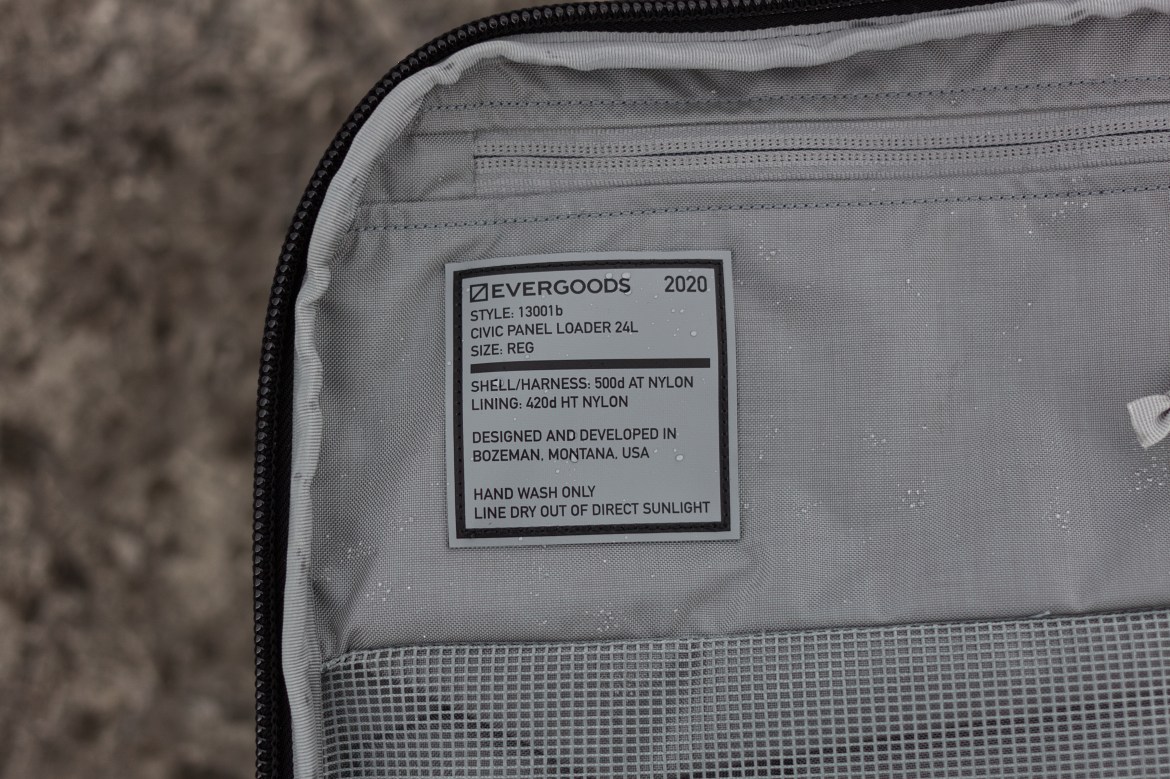 EVERGOODS 2020
STYLE: 13001b
CIVIC PANEL LOADER 24L
SIZE: REG
SHELL/HARNESS: 500d AT NYLON
LINING: 420d HT NYLON
DESIGNED AND DEVELOPED IN
BOZEMAN, MONTANA, USA
HAND WASH ONLY
LINE DRY OUT OF DIRECT SUNLIGHT